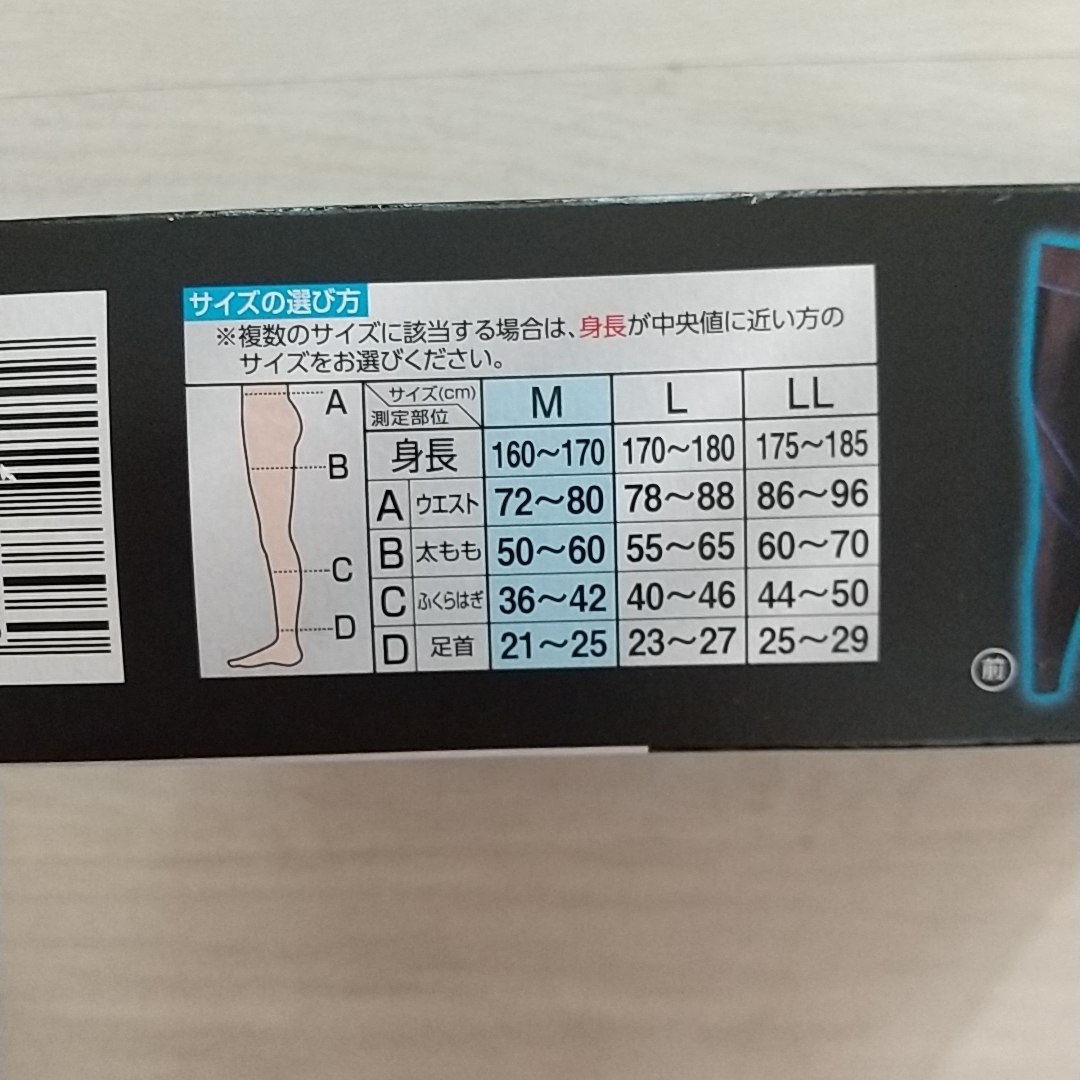 サイズの選び方
※複数のサイズに該当する場合は、身長が中央値に近い方の
サイズをお選びください。
A
B
C
D
サイズ(cm) M L LL
測定部位
身長 160〜170 170〜180 175〜185
A ウエスト 72〜80 78〜88 86〜96
B 太もも 50〜60 55〜65 60〜70
C ふくらはぎ 36〜42 40〜46 44〜50
D 足首 21〜25 23〜27 25〜29
前